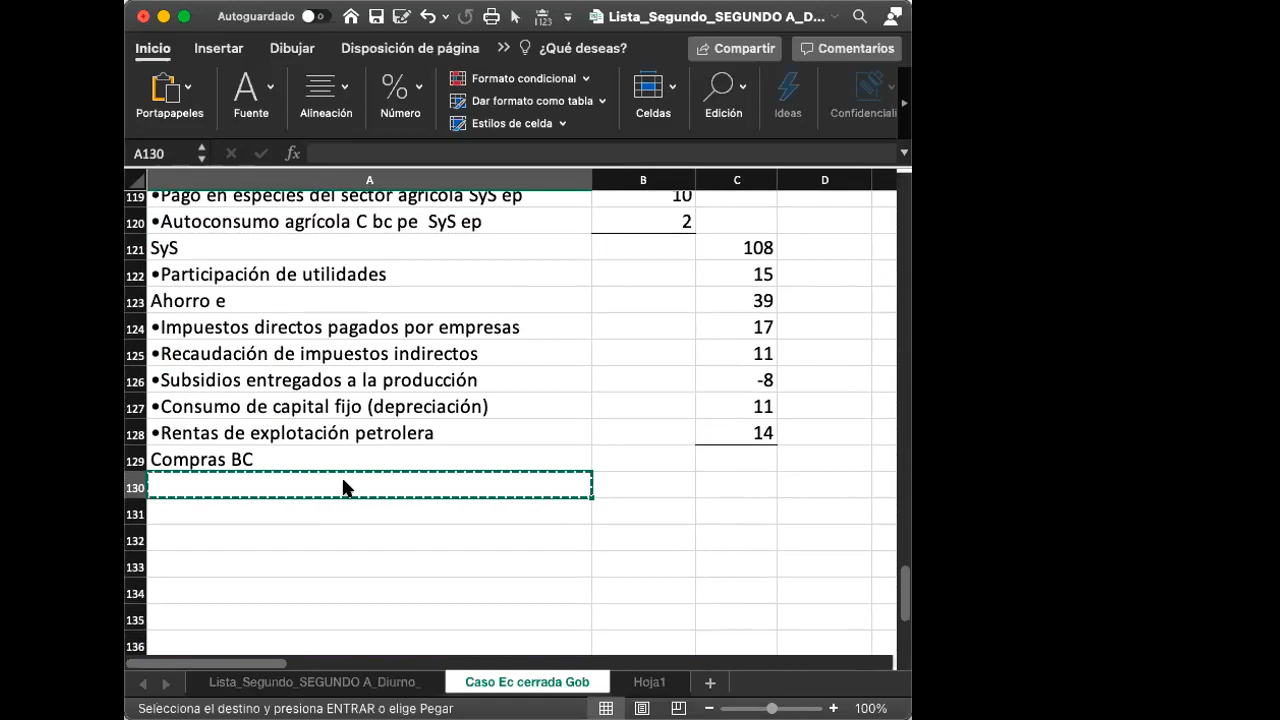 Autoguardado
Lista_Segundo_SEGUNDO A_D...
Inicio Insertar Dibujar Disposición de página >> ¿Qué deseas? Compartir Comentarios
Portapapeles Fuente Alineación Número Formato condicional Dar formato como tabla Estilos de celda Celdas Edición Ideas Confidenciali
A130 fx
A B C D
119 •Pago en especies del sector agrícola SyS ep 10
120 •Autoconsumo agrícola C bc pe SyS ep 2
121 SyS 108
122 •Participación de utilidades 15
123 Ahorro e 39
124 •Impuestos directos pagados por empresas 17
125 •Recaudación de impuestos indirectos 11
126 •Subsidios entregados a la producción -8
127 •Consumo de capital fijo (depreciación) 11
128 •Rentas de explotación petrolera 14
129 Compras BC
130
131
132
133
134
135
136
Lista_Segundo_SEGUNDO A_Diurno_ Caso Ec cerrada Gob Hoja1 +
Selecciona el destino y presiona ENTRAR o elige Pegar 100%